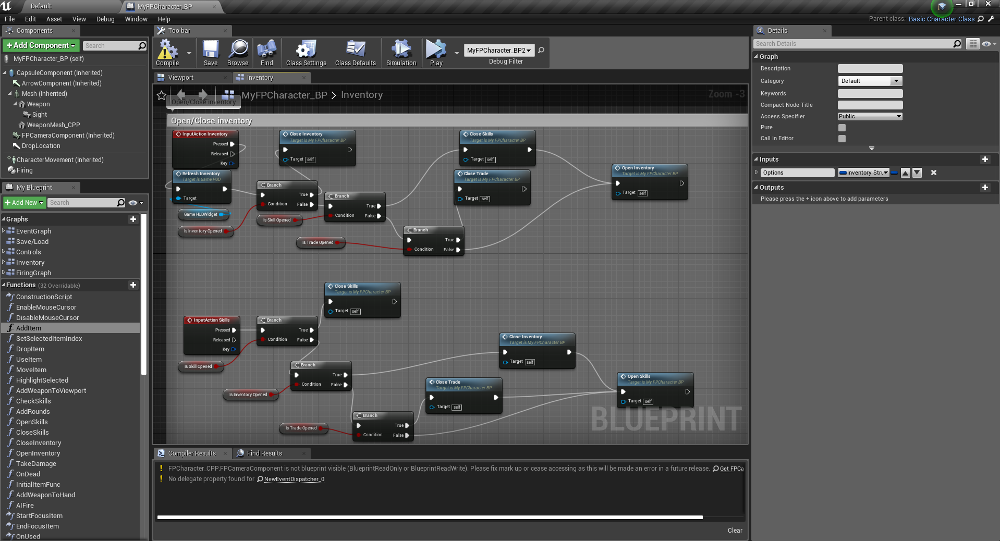 Default
MyFPCharacter_BP
File Edit Asset View Debug Window Help
Parent class: Basic Character Class
Components
Add Component
Search
MyFPCharacter_BP (self)
CapsuleComponent (Inherited)
ArrowComponent (Inherited)
Mesh (Inherited)
Weapon
Sight
WeaponMesh_CPP
FPCameraComponent (Inherited)
DropLocation
CharacterMovement (Inherited)
Firing
My Blueprint
Add New
Search
Graphs
EventGraph
Save/Load
Controls
Inventory
FiringGraph
Functions (32 Overridable)
ConstructionScript
EnableMouseCursor
DisableMouseCursor
AddItem
SetSelectedItemIndex
DropItem
UseItem
MoveItem
HighlightSelected
AddWeaponToViewport
CheckSkills
AddRounds
OpenSkills
CloseSkills
CloseInventory
OpenInventory
TakeDamage
OnDead
InitialItemFunc
AddWeaponToHand
AIFire
StartFocusItem
EndFocusItem
OnUsed
Toolbar
Compile
Save
Browse
Find
Class Settings
Class Defaults
Simulation
Play
MyFPCharacter_BP2
Debug Filter
Viewport
Inventory
MyFPCharacter_BP > Inventory
Zoom -3
Open/Close inventory
Open/Close inventory
InputAction Inventory
Pressed
Released
Key
Close Inventory
Target is My FPCharacter BP
Target self
Close Skills
Target is My FPCharacter BP
Target self
Refresh Inventory
Target is Game HUD
Target
Game HUDWidget
Is Inventory Opened
Branch
True
Condition False
Is Skill Opened
Branch
True
Condition False
Close Trade
Target is My FPCharacter BP
Target self
Open Inventory
Target is My FPCharacter BP
Target self
Is Trade Opened
Branch
True
Condition False
Close Skills
Target is My FPCharacter BP
Target self
InputAction Skills
Pressed
Released
Key
Branch
True
Condition False
Is Skill Opened
Branch
True
Condition False
Is Inventory Opened
Close Inventory
Target is My FPCharacter BP
Target self
Close Trade
Target is My FPCharacter BP
Target self
Open Skills
Target is My FPCharacter BP
Target self
Is Trade Opened
Branch
True
Condition False
BLUEPRINT
Compiler Results
Find Results
FPCharacter_CPP.FPCameraComponent is not blueprint visible (BlueprintReadOnly or BlueprintReadWrite). Please fix mark up or cease accessing as this will be made an error in a future release. Get FPCa
No delegate property found for NewEventDispatcher_0
Clear
Details
Search Details
Graph
Description
Category Default
Keywords
Compact Node Title
Access Specifier Public
Pure
Call In Editor
Inputs
Options Inventory Stru
Outputs
Please press the + icon above to add parameters